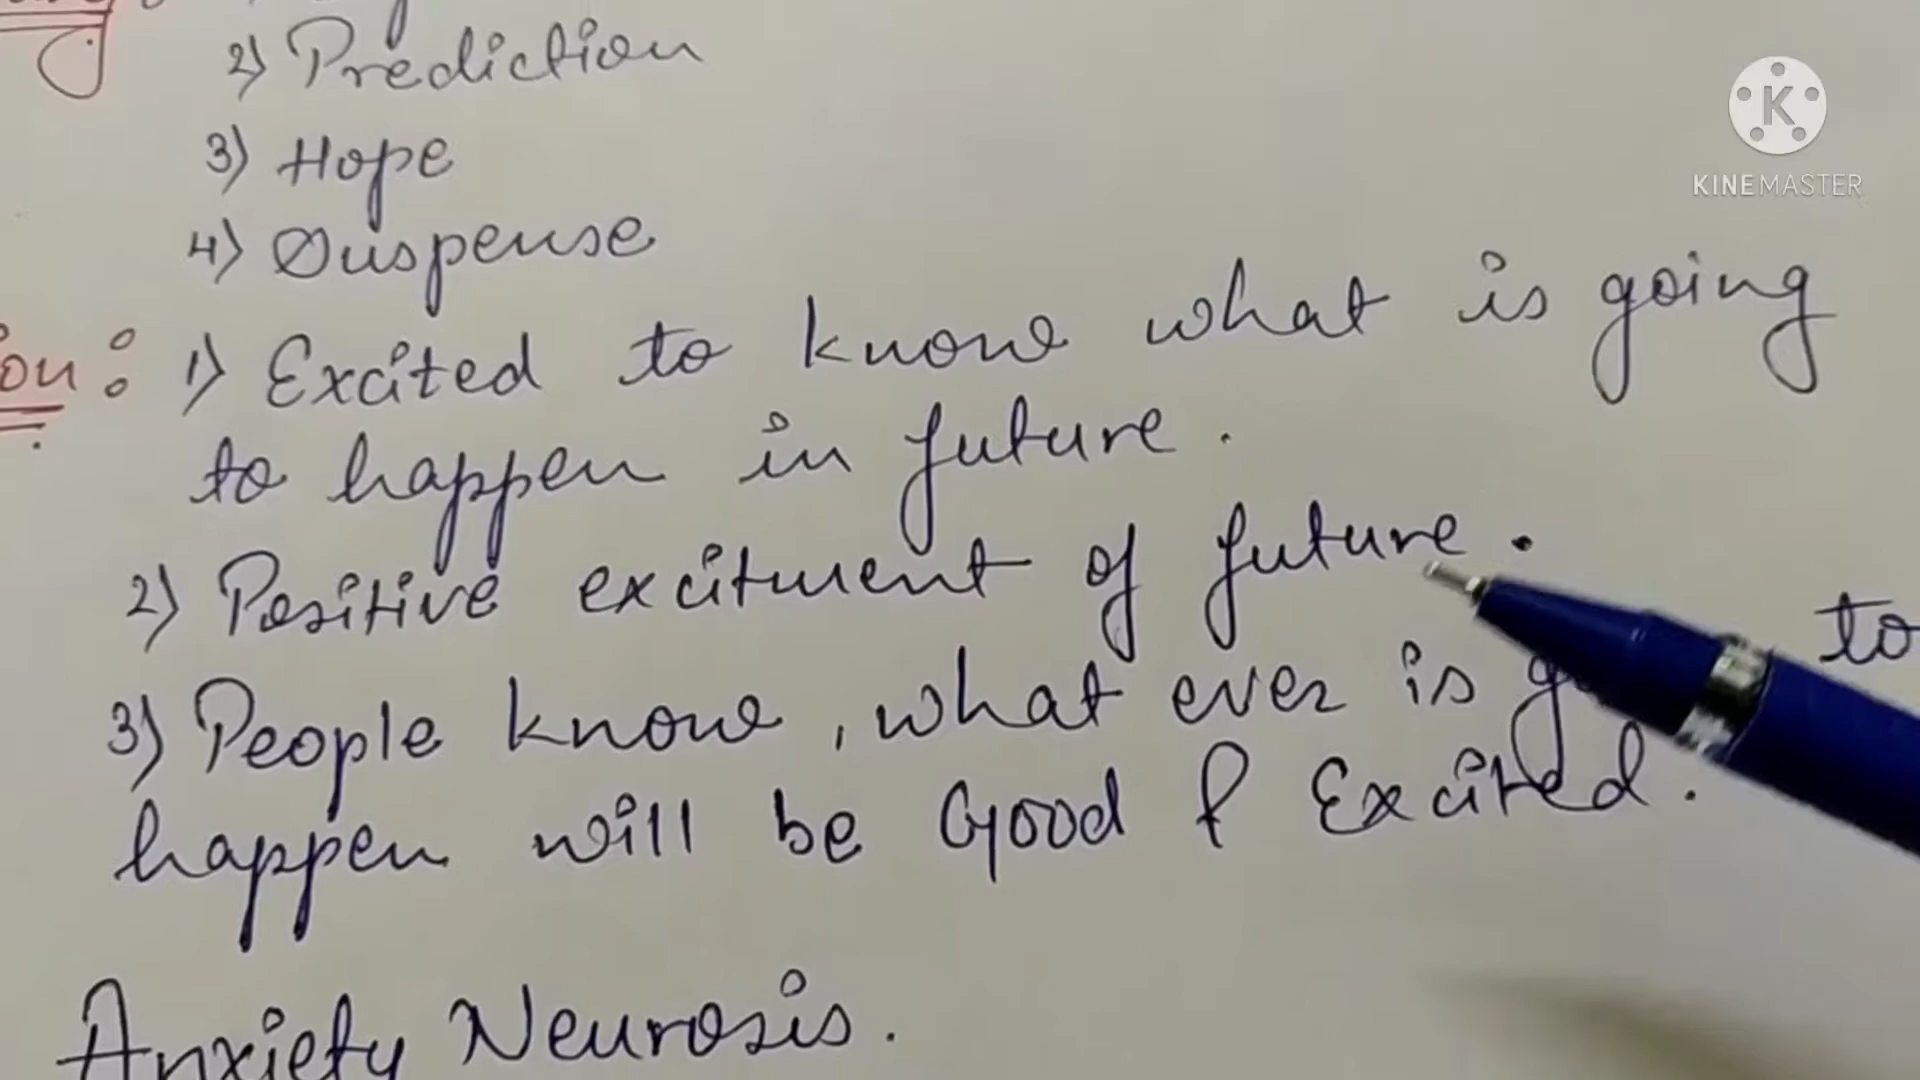 2) Prediction
3) Hope
4) Suspense
1) Excited to know what is going
to happen in future.
2) Positive excitment of future.
3) People know, what ever is to
happen will be Good & Excited.
Anxiety Neurosis.
K
KINEMASTER